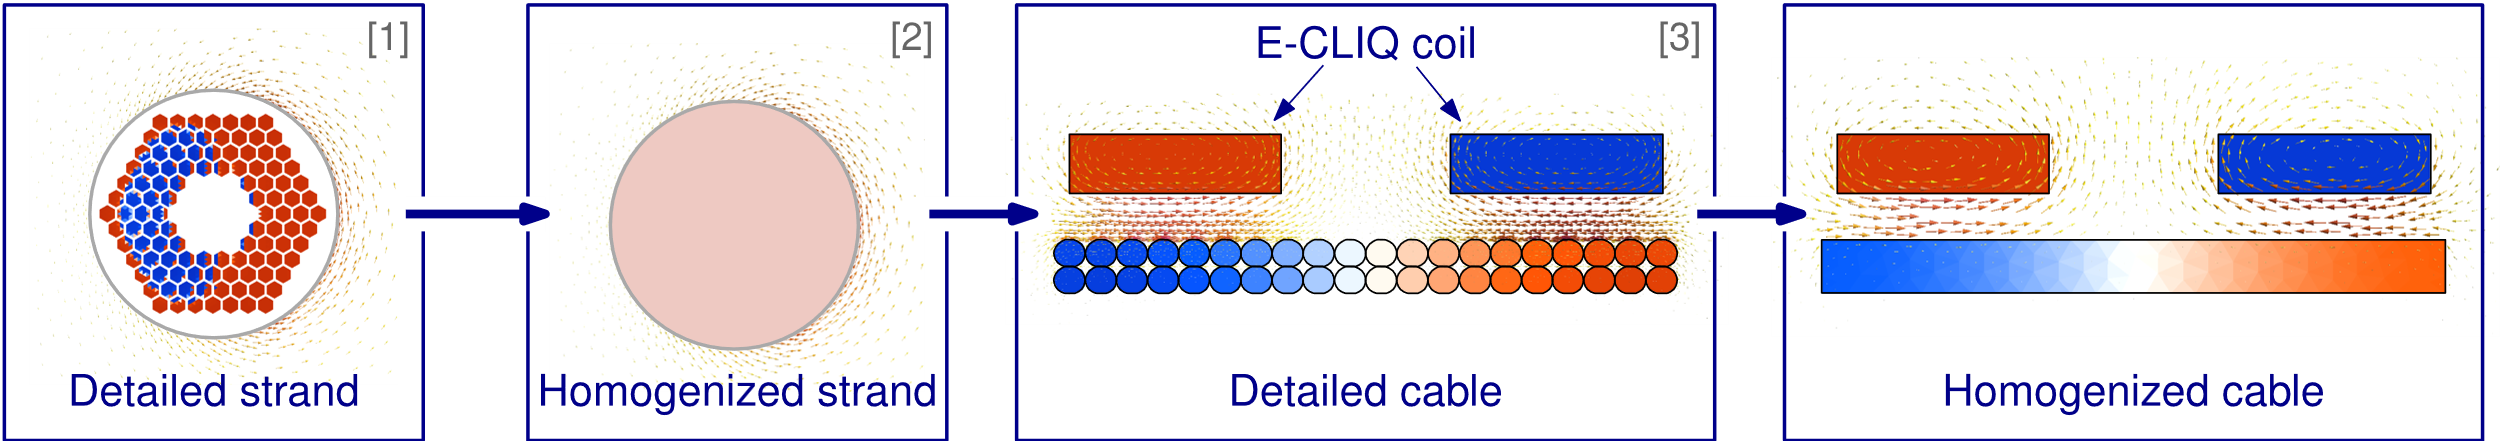 [1]
Detailed strand
[2]
Homogenized strand
E-CLIQ coil
[3]
Detailed cable
Homogenized cable